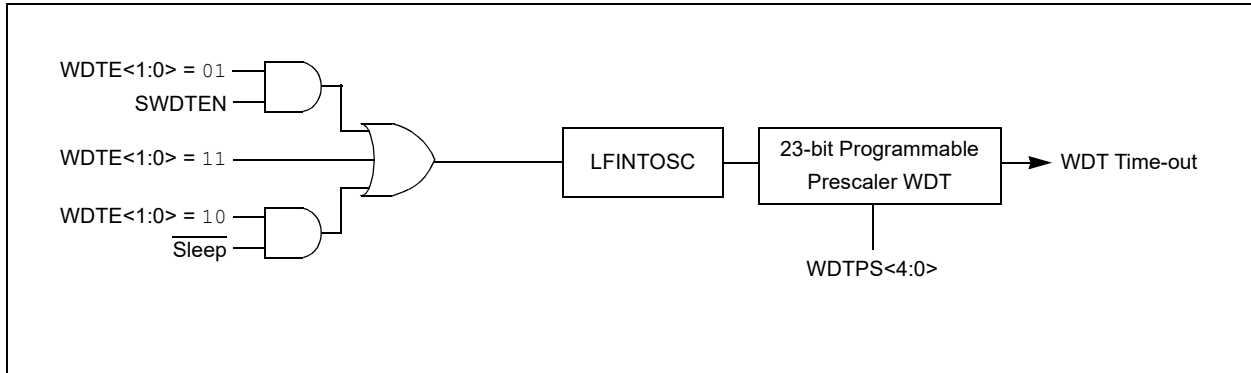 WDTE<1:0> = 01
SWDTEN
WDTE<1:0> = 11
WDTE<1:0> = 10
Sleep
LFINTOSC
23-bit Programmable
Prescaler WDT
WDT Time-out
WDTPS<4:0>